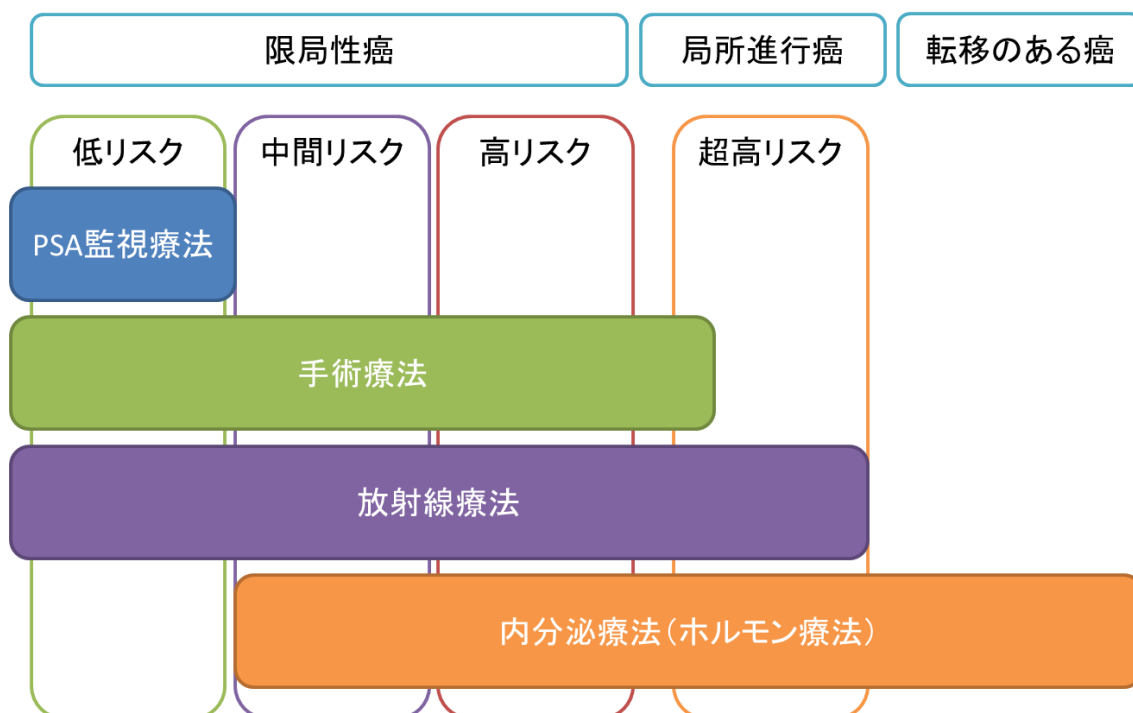 限局性癌
局所進行癌
転移のある癌
低リスク
中間リスク
高リスク
超高リスク
PSA監視療法
手術療法
放射線療法
内分泌療法(ホルモン療法)